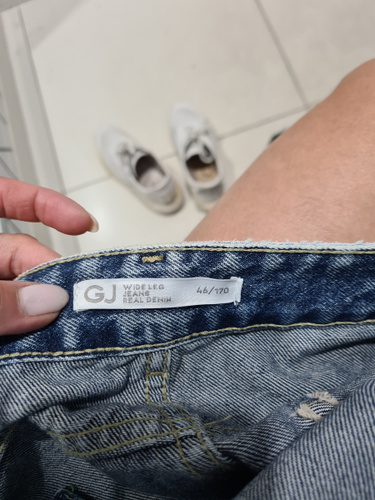 GJ
WIDE LEG
JEANS
REAL DENIM
46/170